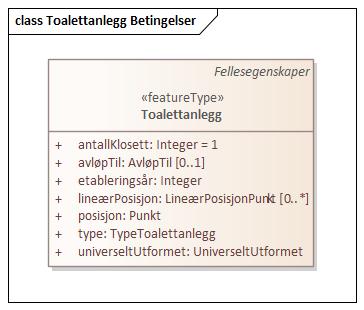 class Toalettanlegg Betingelser
Fellesegenskaper
«featureType»
Toalettanlegg
+ antallKlosett: Integer = 1
+ avløpTil: AvløpTil [0..1]
+ etableringsår: Integer
+ lineærPosisjon: LineærPosisjonPunkt [0..*]
+ posisjon: Punkt
+ type: TypeToalettanlegg
+ universeltUtformet: UniverseltUtformet